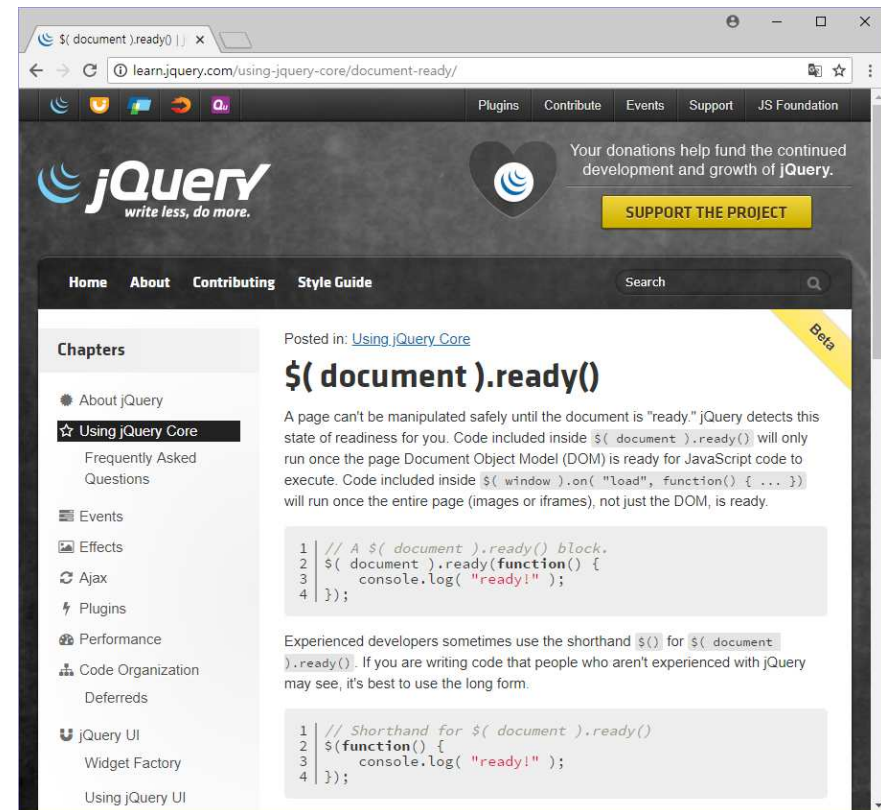 $( document ).ready() | j
learn.jquery.com/using-jquery-core/document-ready/
Qu
Plugins Contribute Events Support JS Foundation
jQuery
write less, do more.
Your donations help fund the continued
development and growth of jQuery.
SUPPORT THE PROJECT
Home About Contributing Style Guide
Search
Beta
Chapters
About jQuery
Using jQuery Core
Frequently Asked
Questions
Events
Effects
Ajax
Plugins
Performance
Code Organization
Deferreds
jQuery UI
Widget Factory
Using jQuery UI
Posted in: Using jQuery Core
$( document ).ready()
A page can't be manipulated safely until the document is "ready." jQuery detects this
state of readiness for you. Code included inside $( document ).ready() will only
run once the page Document Object Model (DOM) is ready for JavaScript code to
execute. Code included inside $( window ).on( "load", function() { ... })
will run once the entire page (images or iframes), not just the DOM, is ready.
1 // A $( document ).ready() block.
2 $( document ).ready(function() {
3     console.log( "ready!" );
4 });
Experienced developers sometimes use the shorthand $() for $( document
).ready(). If you are writing code that people who aren't experienced with jQuery
may see, it's best to use the long form.
1 // Shorthand for $( document ).ready()
2 $(function() {
3     console.log( "ready!" );
4 });